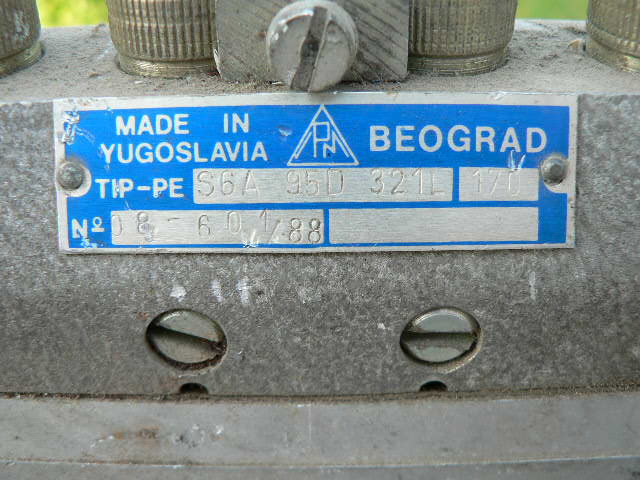 MADE IN
YUGOSLAVIA
BEOGRAD
TIP-PE S6A 95D 321L 170
Nº 08-601/88